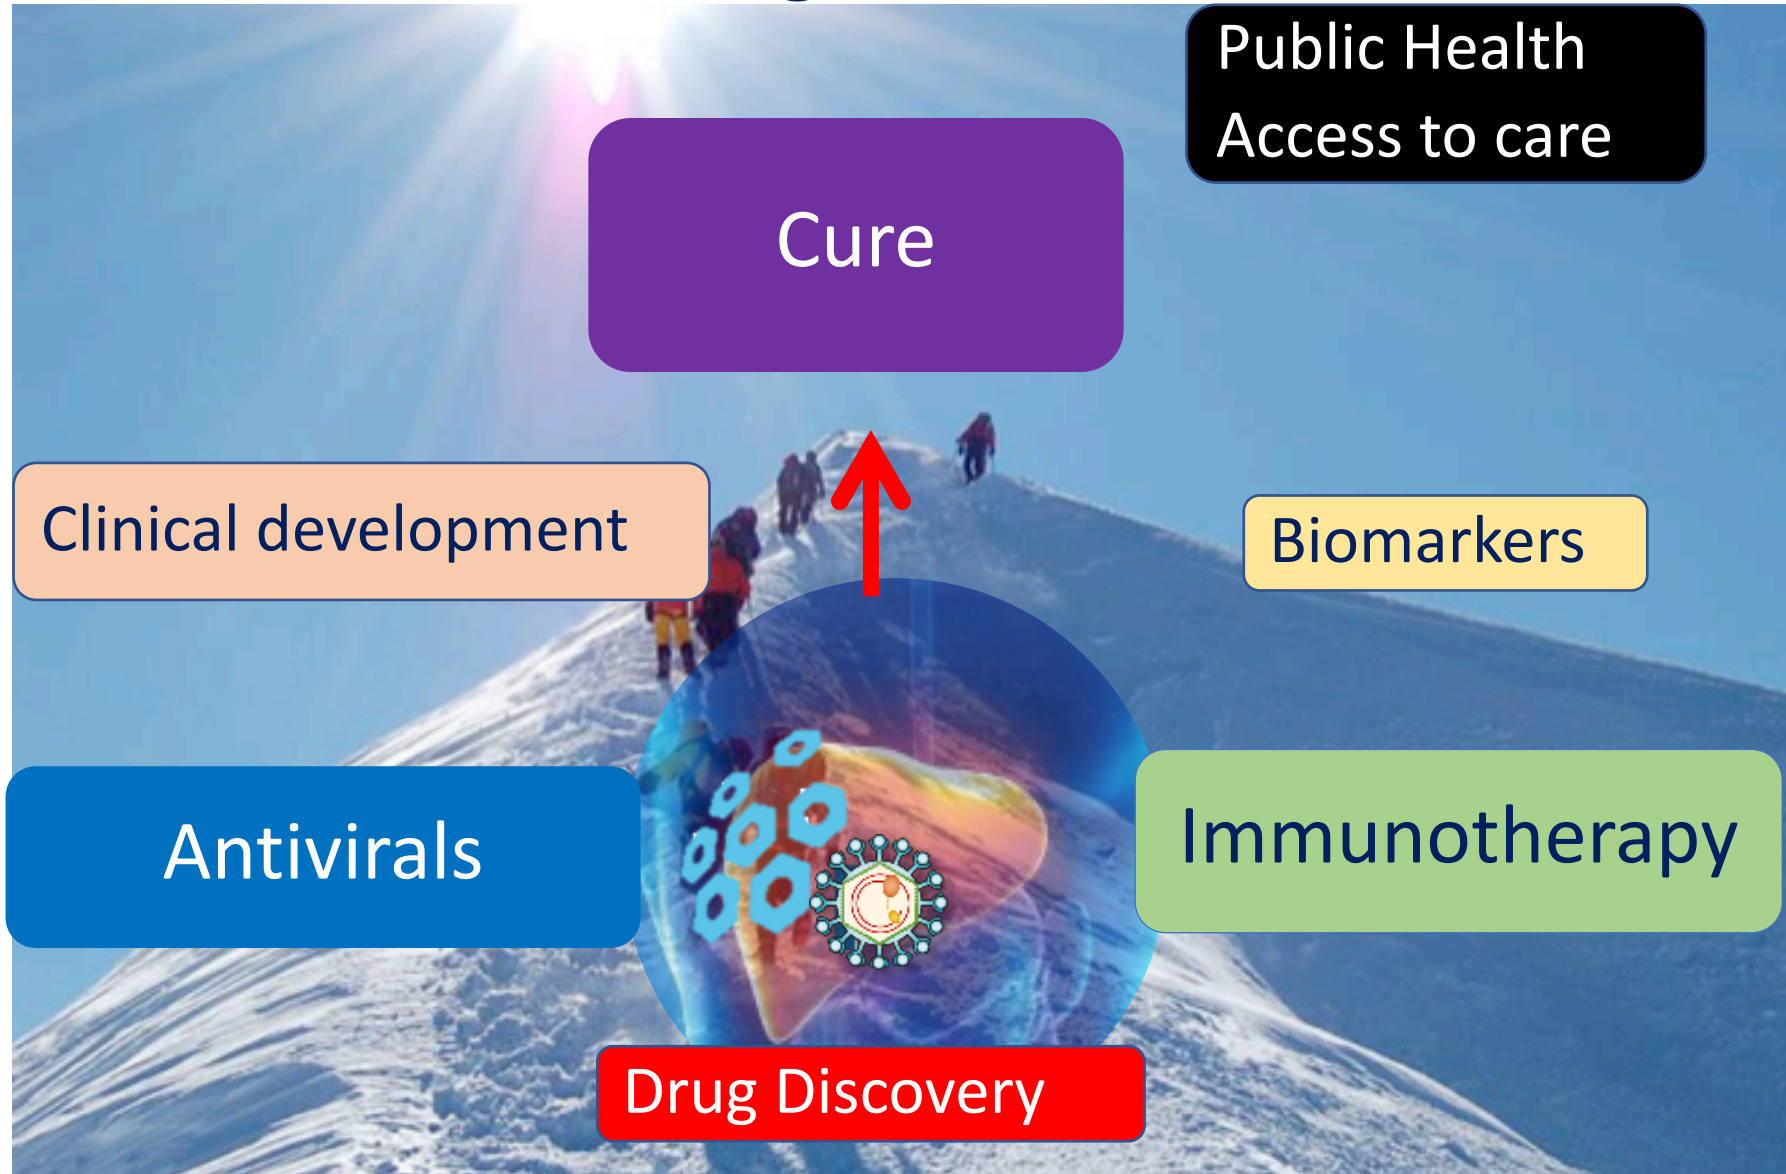 Public Health
Access to care
Cure
Clinical development
Biomarkers
Antivirals
Immunotherapy
Drug Discovery